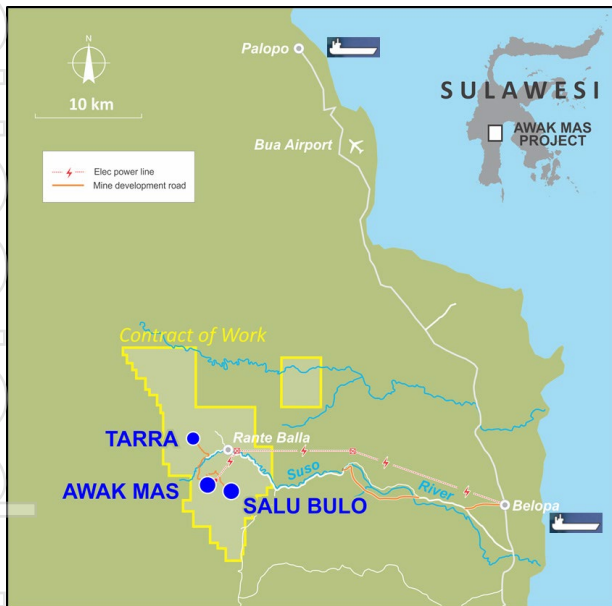 Palopo
10 km
SULAWESI
AWAK MAS
PROJECT
Bua Airport
Elec power line
Mine development road
Contract of Work
TARRA
Rante Balla
AWAK MAS
Suso
River
SALU BULO
Belopa